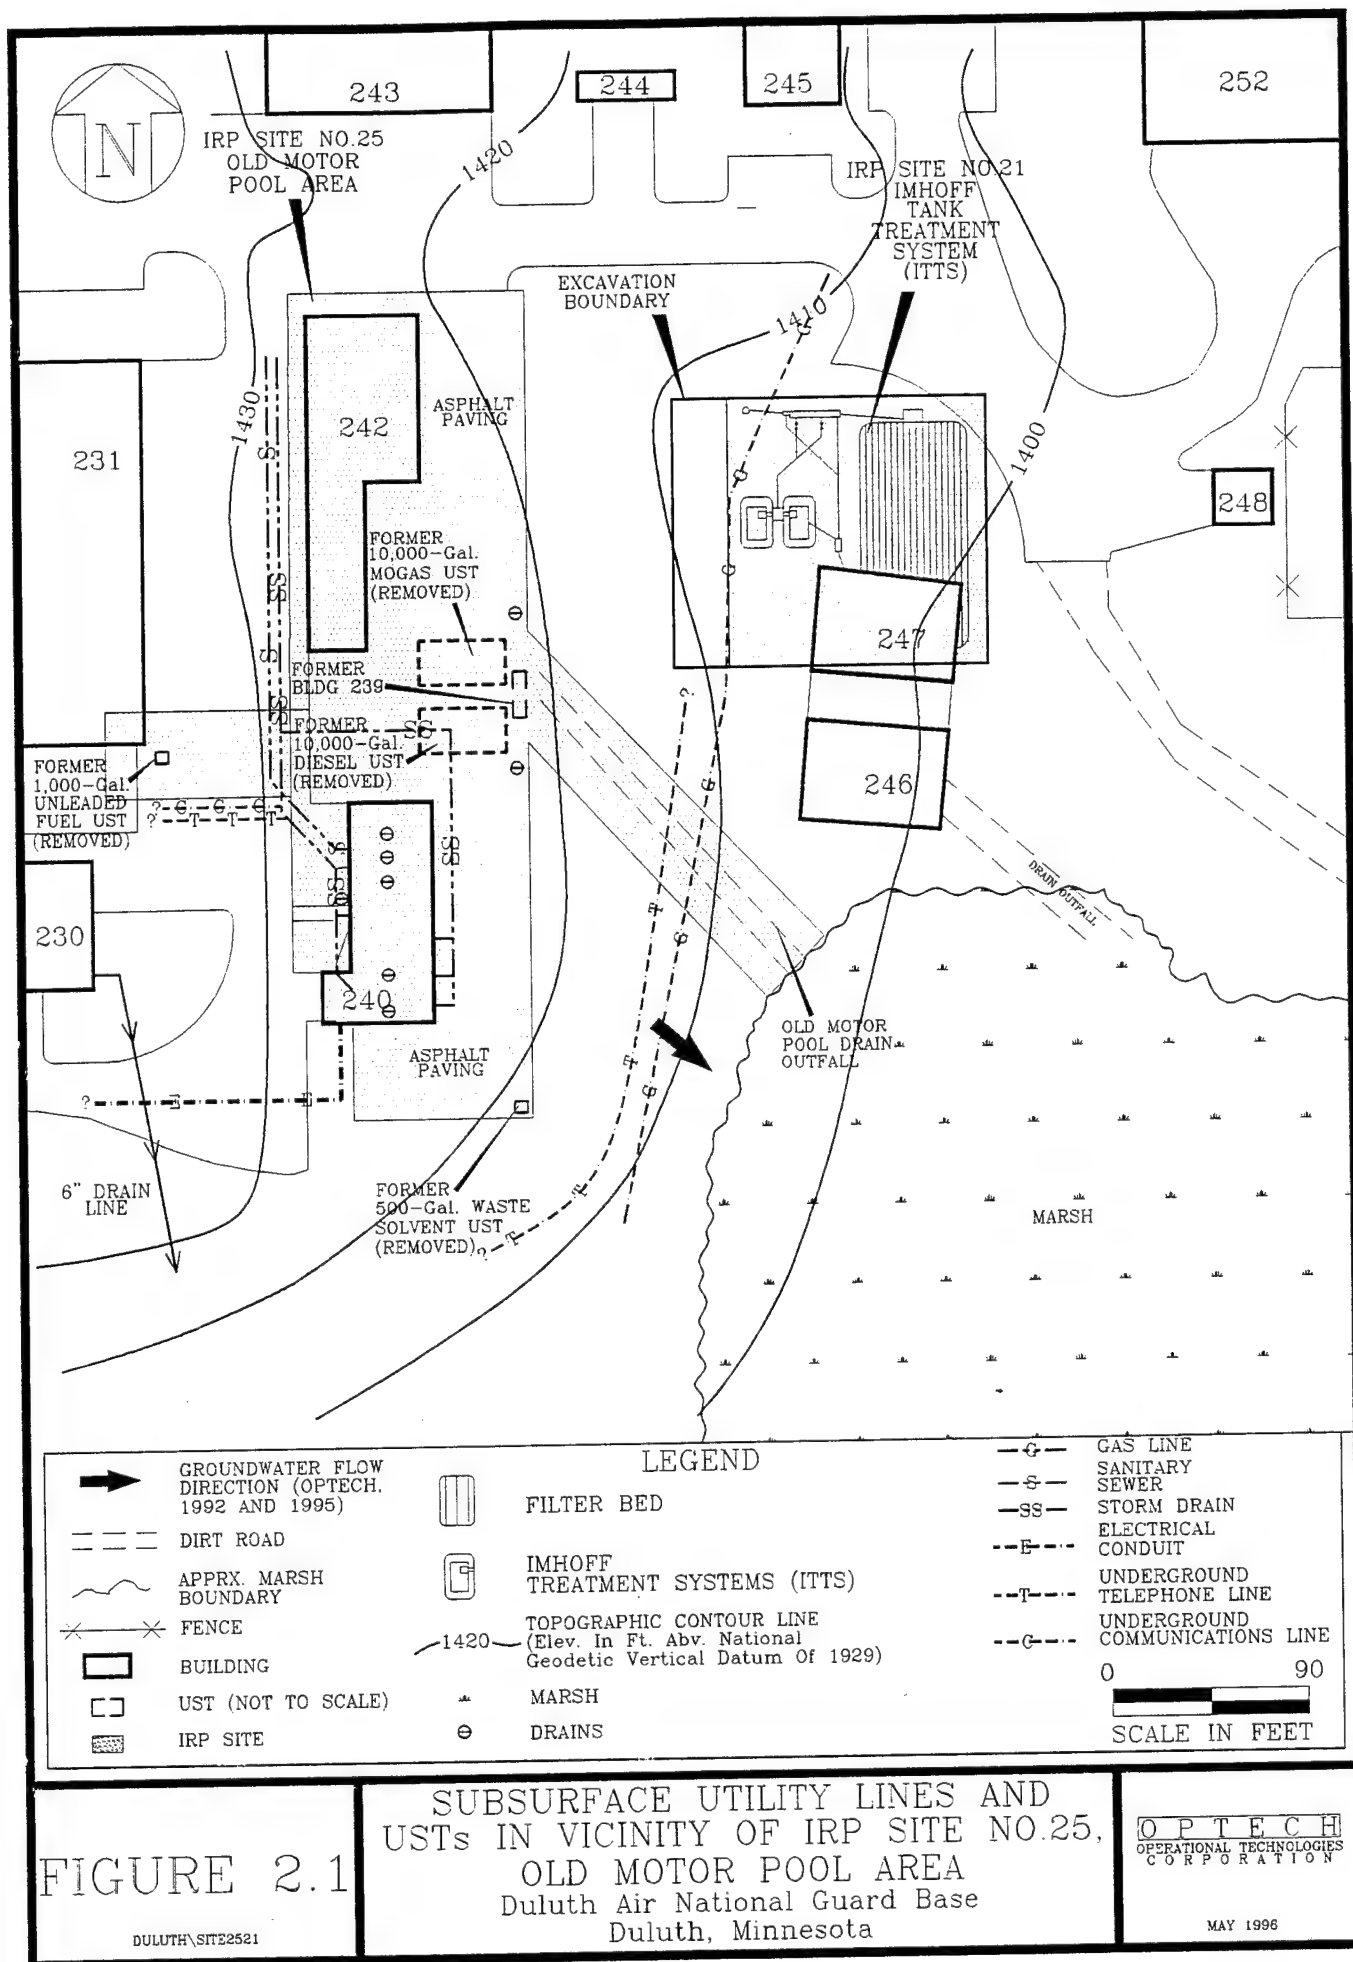 243
244
245
252
N
IRP SITE NO.25
OLD MOTOR
POOL AREA
1420
IRP SITE NO.21
IMHOFF
TANK
TREATMENT
SYSTEM
(ITTS)
EXCAVATION
BOUNDARY
1410
G
1430
231
242
ASPHALT
PAVING
1400
248
S
G
FORMER
10,000-Gal.
MOGAS UST
(REMOVED)
G
SS
247
S
FORMER
BLDG 239
?
SS
FORMER
10,000-Gal.
DIESEL UST
(REMOVED)
SS
FORMER
1,000-Gal.
UNLEADED
FUEL UST
(REMOVED)
? G G G
? T T T
G
246
S
SS
SS
DRAIN OUTFALL
T
G
230
240
OLD MOTOR
POOL DRAIN
OUTFALL
ASPHALT
PAVING
T
G
? E E
6" DRAIN
LINE
FORMER
500-Gal. WASTE
SOLVENT UST
(REMOVED)
? T T
MARSH
LEGEND
GROUNDWATER FLOW
DIRECTION (OPTECH,
1992 AND 1995)
DIRT ROAD
APPRX. MARSH
BOUNDARY
FENCE
BUILDING
UST (NOT TO SCALE)
IRP SITE
FILTER BED
IMHOFF
TREATMENT SYSTEMS (ITTS)
1420
TOPOGRAPHIC CONTOUR LINE
(Elev. In Ft. Abv. National
Geodetic Vertical Datum Of 1929)
MARSH
DRAINS
G GAS LINE
S SANITARY
SEWER
SS STORM DRAIN
E ELECTRICAL
CONDUIT
T UNDERGROUND
TELEPHONE LINE
C UNDERGROUND
COMMUNICATIONS LINE
0 90
SCALE IN FEET
FIGURE 2.1
DULUTH\SITE2521
SUBSURFACE UTILITY LINES AND
USTs IN VICINITY OF IRP SITE NO.25,
OLD MOTOR POOL AREA
Duluth Air National Guard Base
Duluth, Minnesota
OPTECH
OPERATIONAL TECHNOLOGIES
CORPORATION
MAY 1996